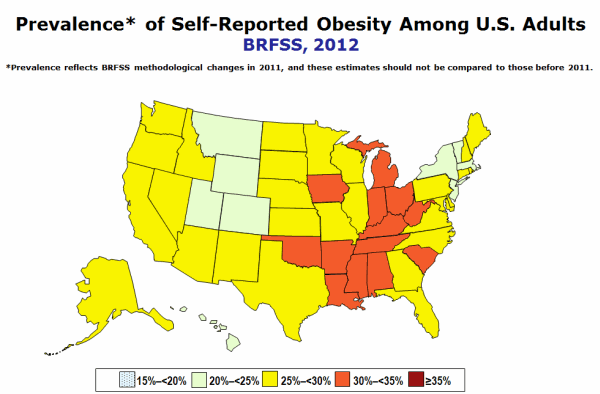 Prevalence* of Self-Reported Obesity Among U.S. Adults
BRFSS, 2012
*Prevalence reflects BRFSS methodological changes in 2011, and these estimates should not be compared to those before 2011.
15%–<20% 20%–<25% 25%–<30% 30%–<35% ≥35%